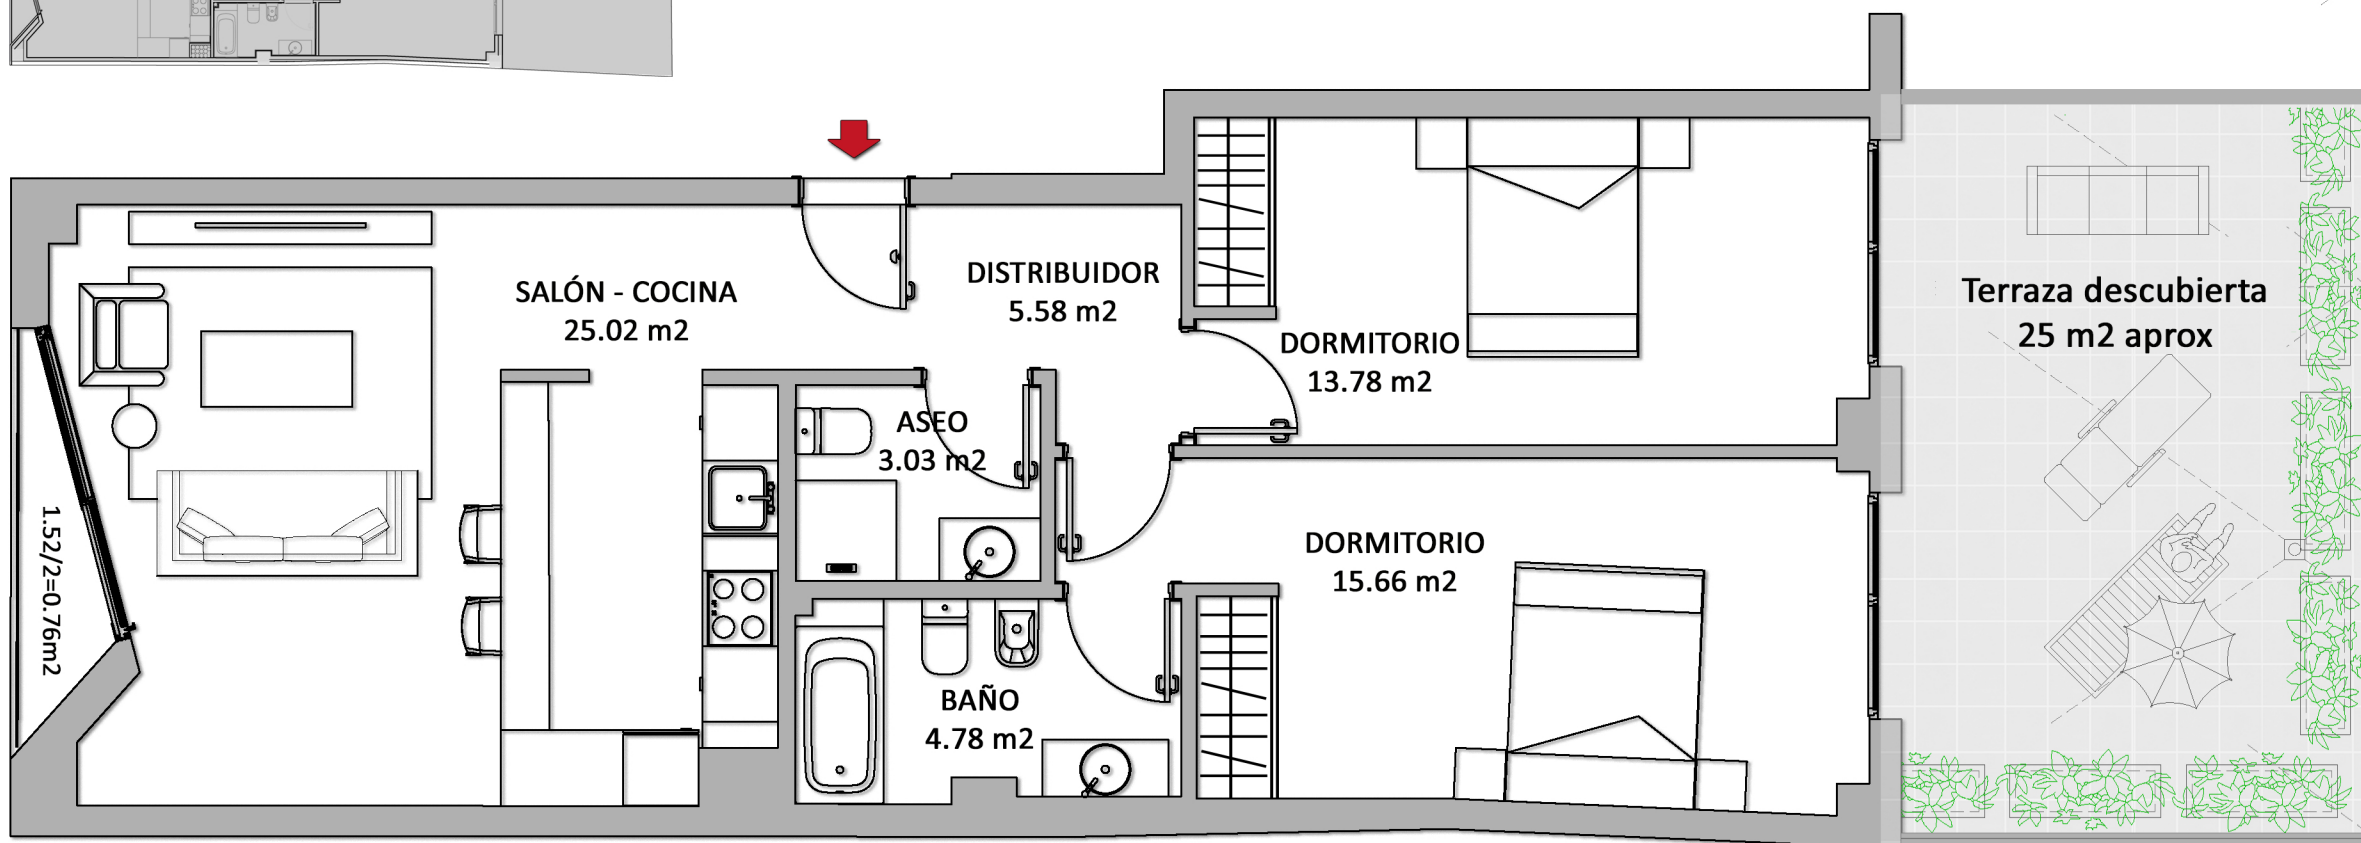 SALÓN - COCINA
25.02 m2
DISTRIBUIDOR
5.58 m2
DORMITORIO
13.78 m2
Terraza descubierta
25 m2 aprox
ASEO
3.03 m2
1.52/2=0.76m2
DORMITORIO
15.66 m2
BAÑO
4.78 m2